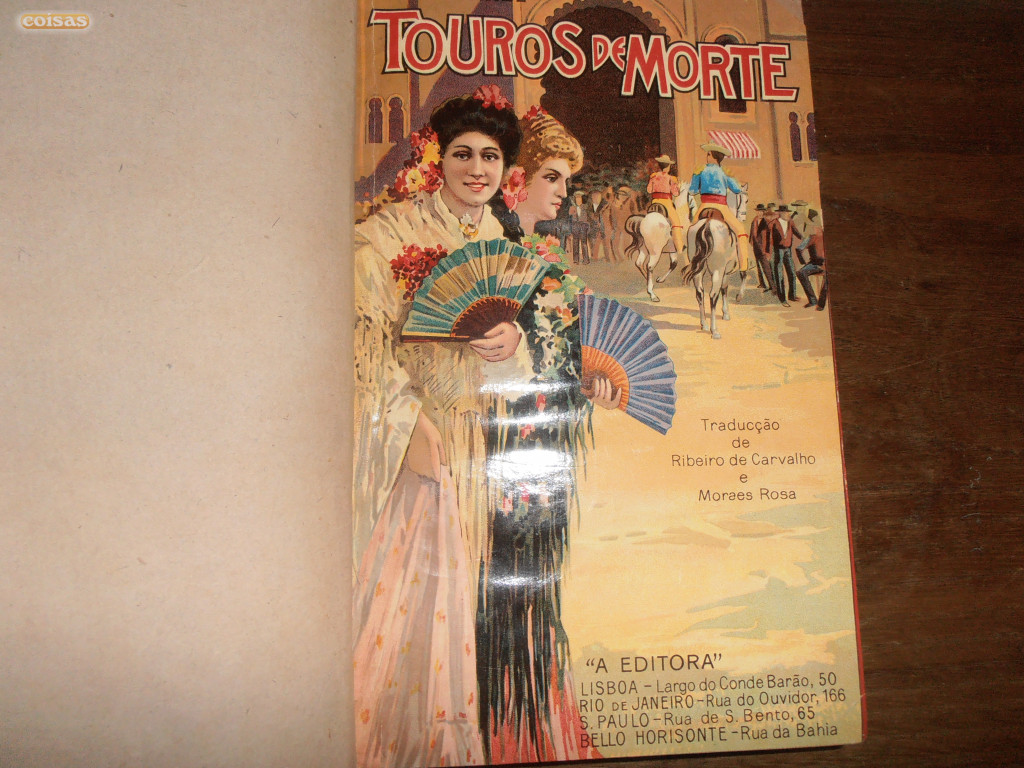 coisas
TOUROS DE MORTE
Traducção
de
Ribeiro de Carvalho
e
Moraes Rosa
"A EDITORA"
LISBOA - Largo do Conde Barão, 50
RIO DE JANEIRO - Rua do Ouvidor, 166
S. PAULO - Rua de S. Bento, 65
BELLO HORISONTE - Rua da Bahia